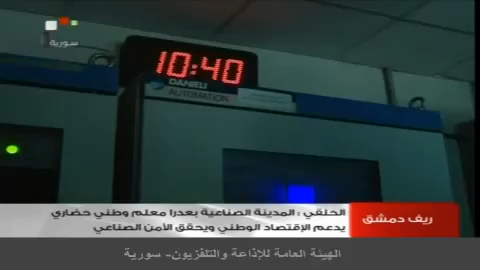 سورية
10:40
DANIELI
AUTOMATION
ريف دمشق
الحلقي : المدينة الصناعية بعدرا معلم وطني حضاري
يدعم الإقتصاد الوطني ويحقق الأمن الصناعي
الهيئة العامة للإذاعة والتلفزيون- سورية